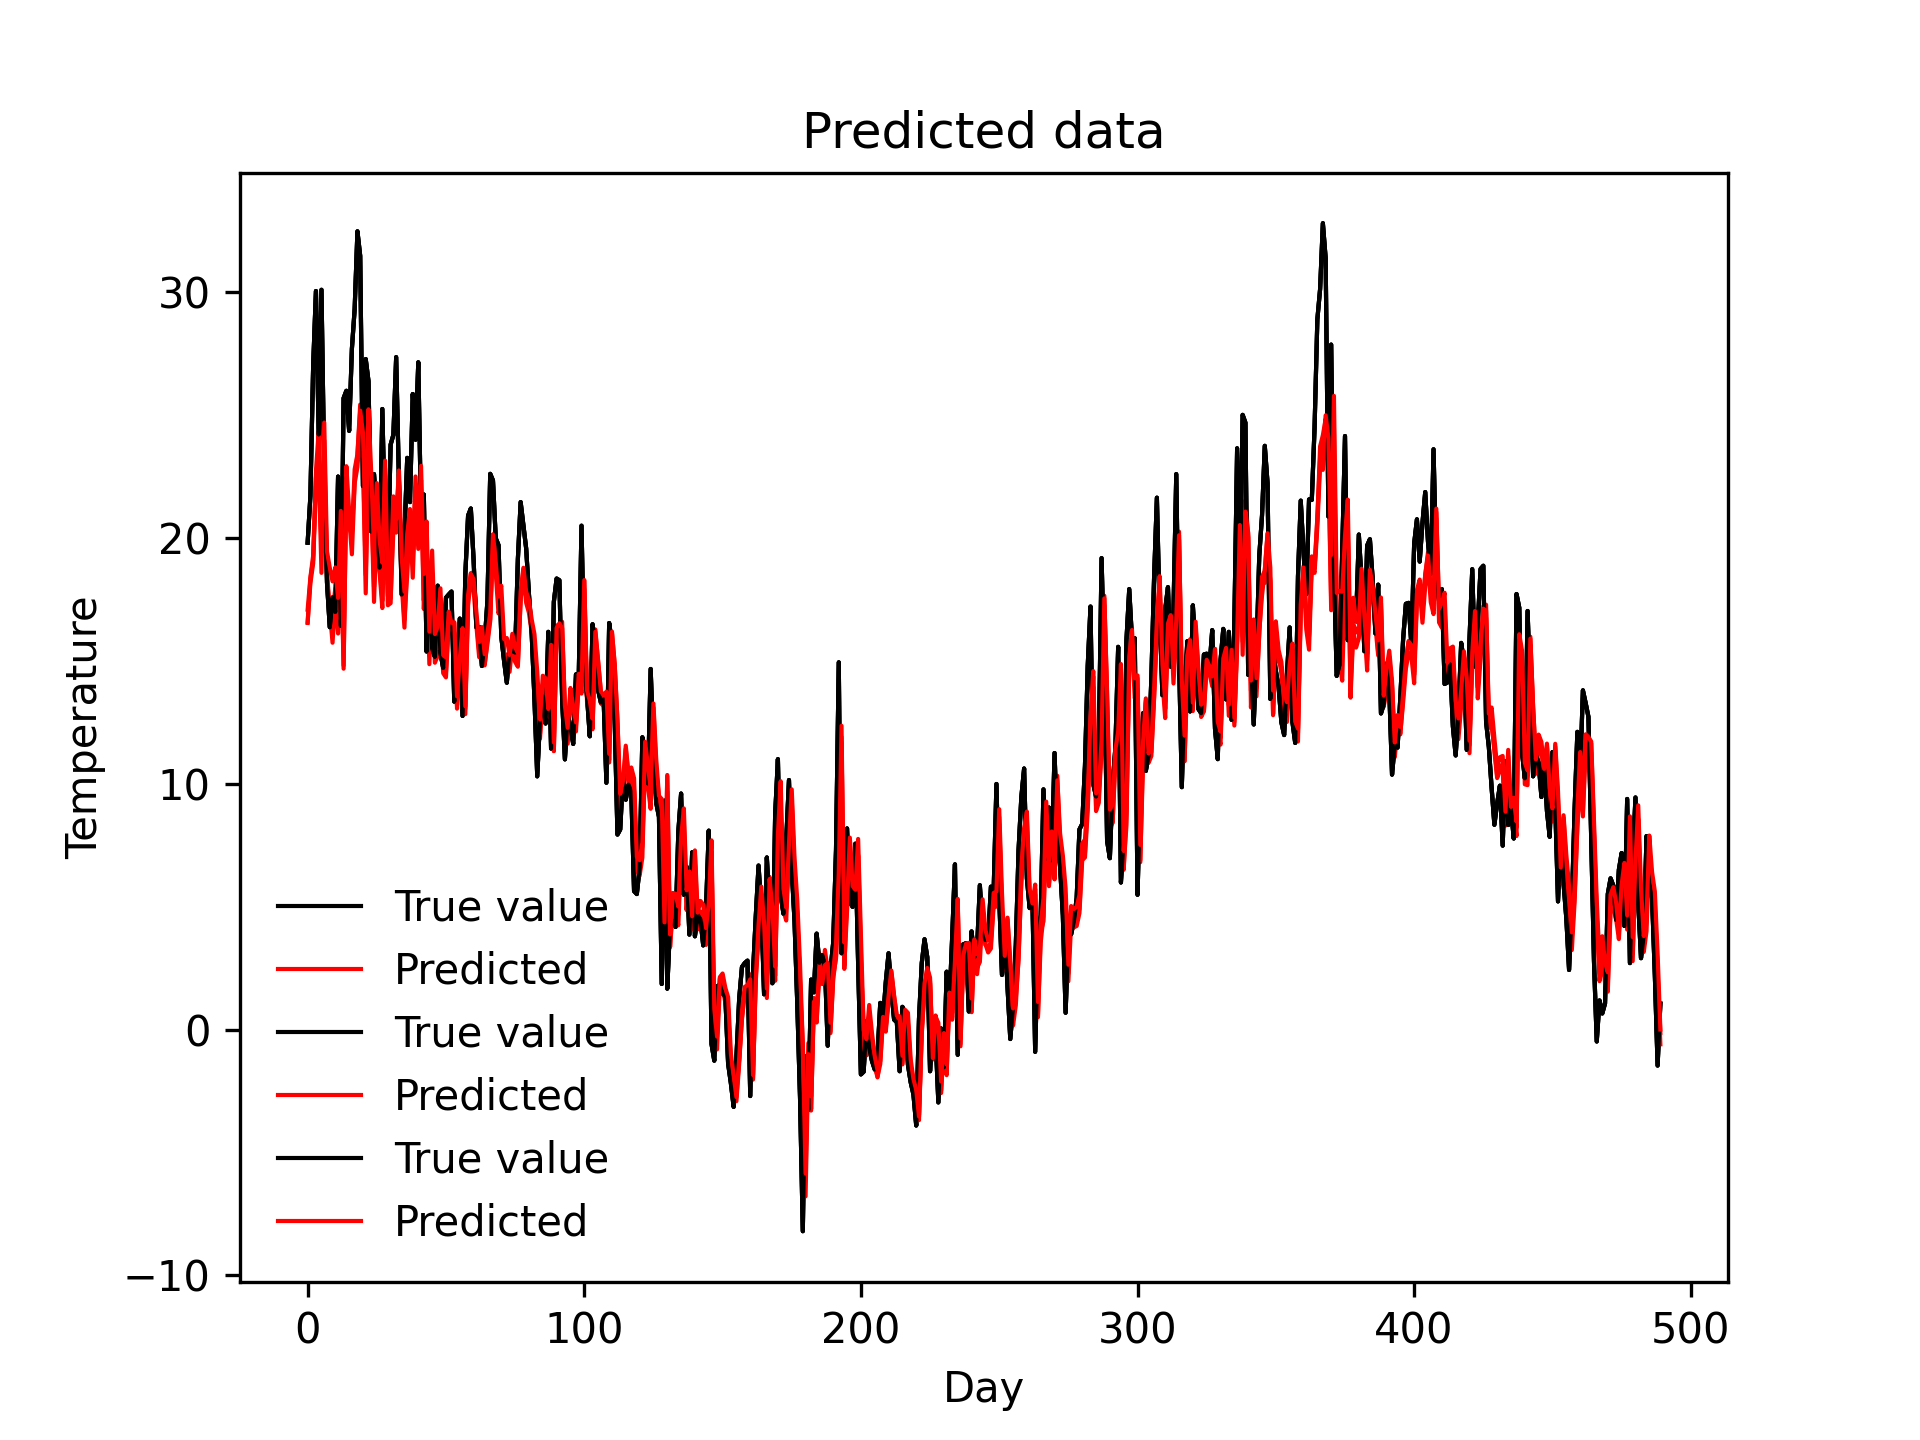 Predicted data
Temperature
30
20
10
0
−10
True value
Predicted
True value
Predicted
True value
Predicted
0 100 200 300 400 500
Day